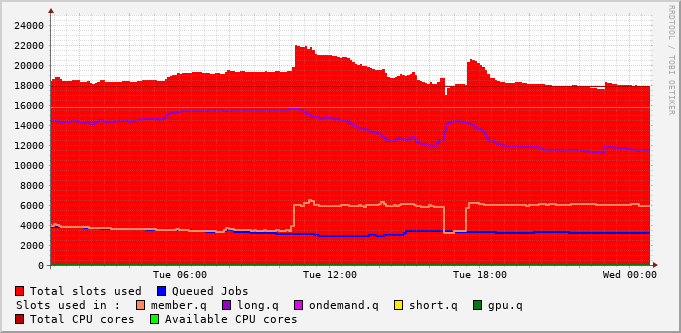 RRDTOOL / TOBI OETIKER
24000
22000
20000
18000
16000
14000
12000
10000
8000
6000
4000
2000
0
Tue 06:00 Tue 12:00 Tue 18:00 Wed 00:00
Total slots used Queued Jobs
Slots used in : member.q long.q ondemand.q short.q gpu.q
Total CPU cores Available CPU cores